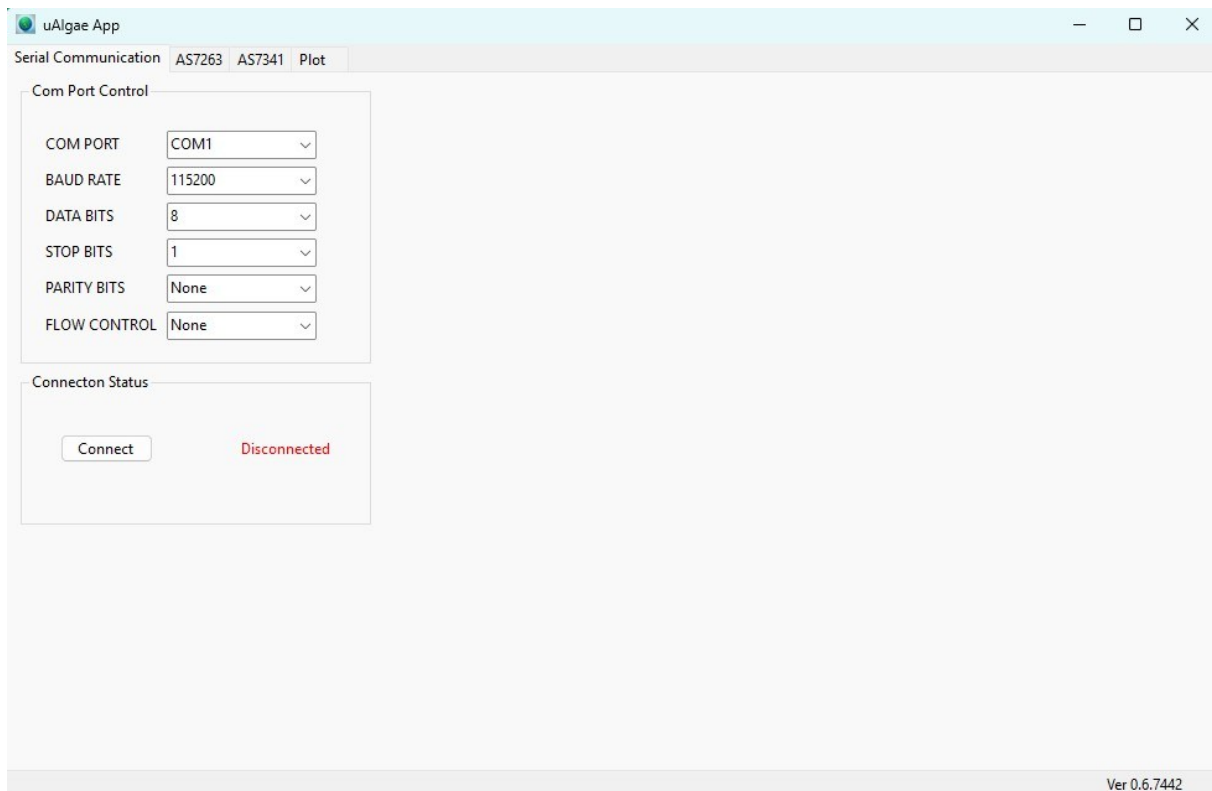 uAlgae App
Serial Communication AS7263 AS7341 Plot
Com Port Control
COM PORT COM1
BAUD RATE 115200
DATA BITS 8
STOP BITS 1
PARITY BITS None
FLOW CONTROL None
Connecton Status
Connect Disconnected
Ver 0.6.7442